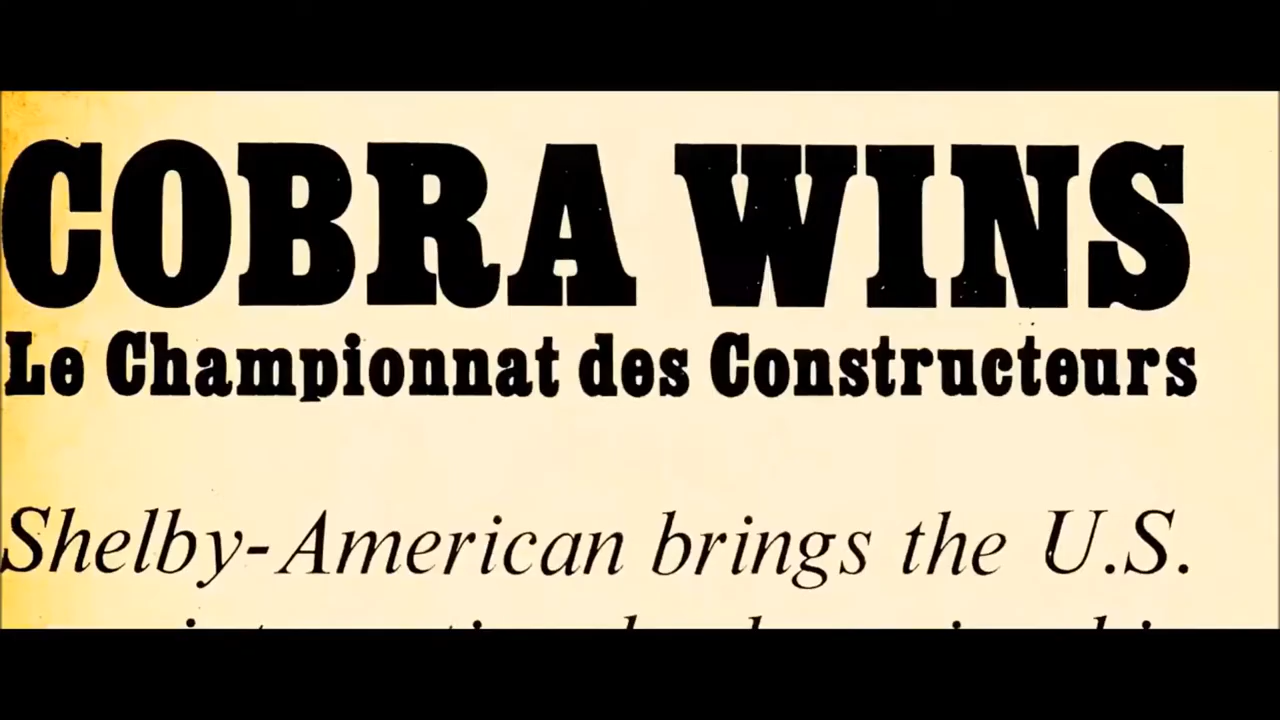 COBRA WINS
Le Championnat des Constructeurs
Shelby-American brings the U.S.